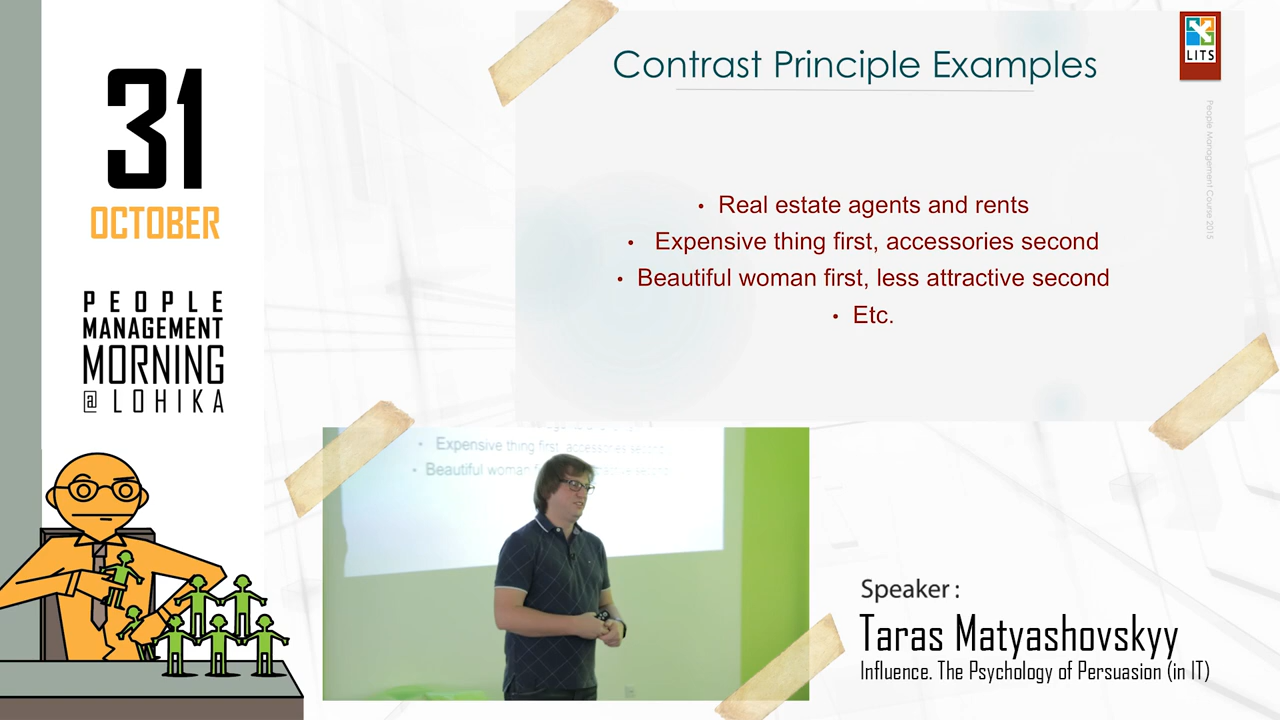 31
OCTOBER
PEOPLE
MANAGEMENT
MORNING
@ LOHIKA
Contrast Principle Examples
LITS
People Management Course 2015
• Real estate agents and rents
• Expensive thing first, accessories second
• Beautiful woman first, less attractive second
• Etc.
• Expensive thing first, accessories second
• Beautiful woman second
Speaker :
Taras Matyashovskyy
Influence. The Psychology of Persuasion (in IT)